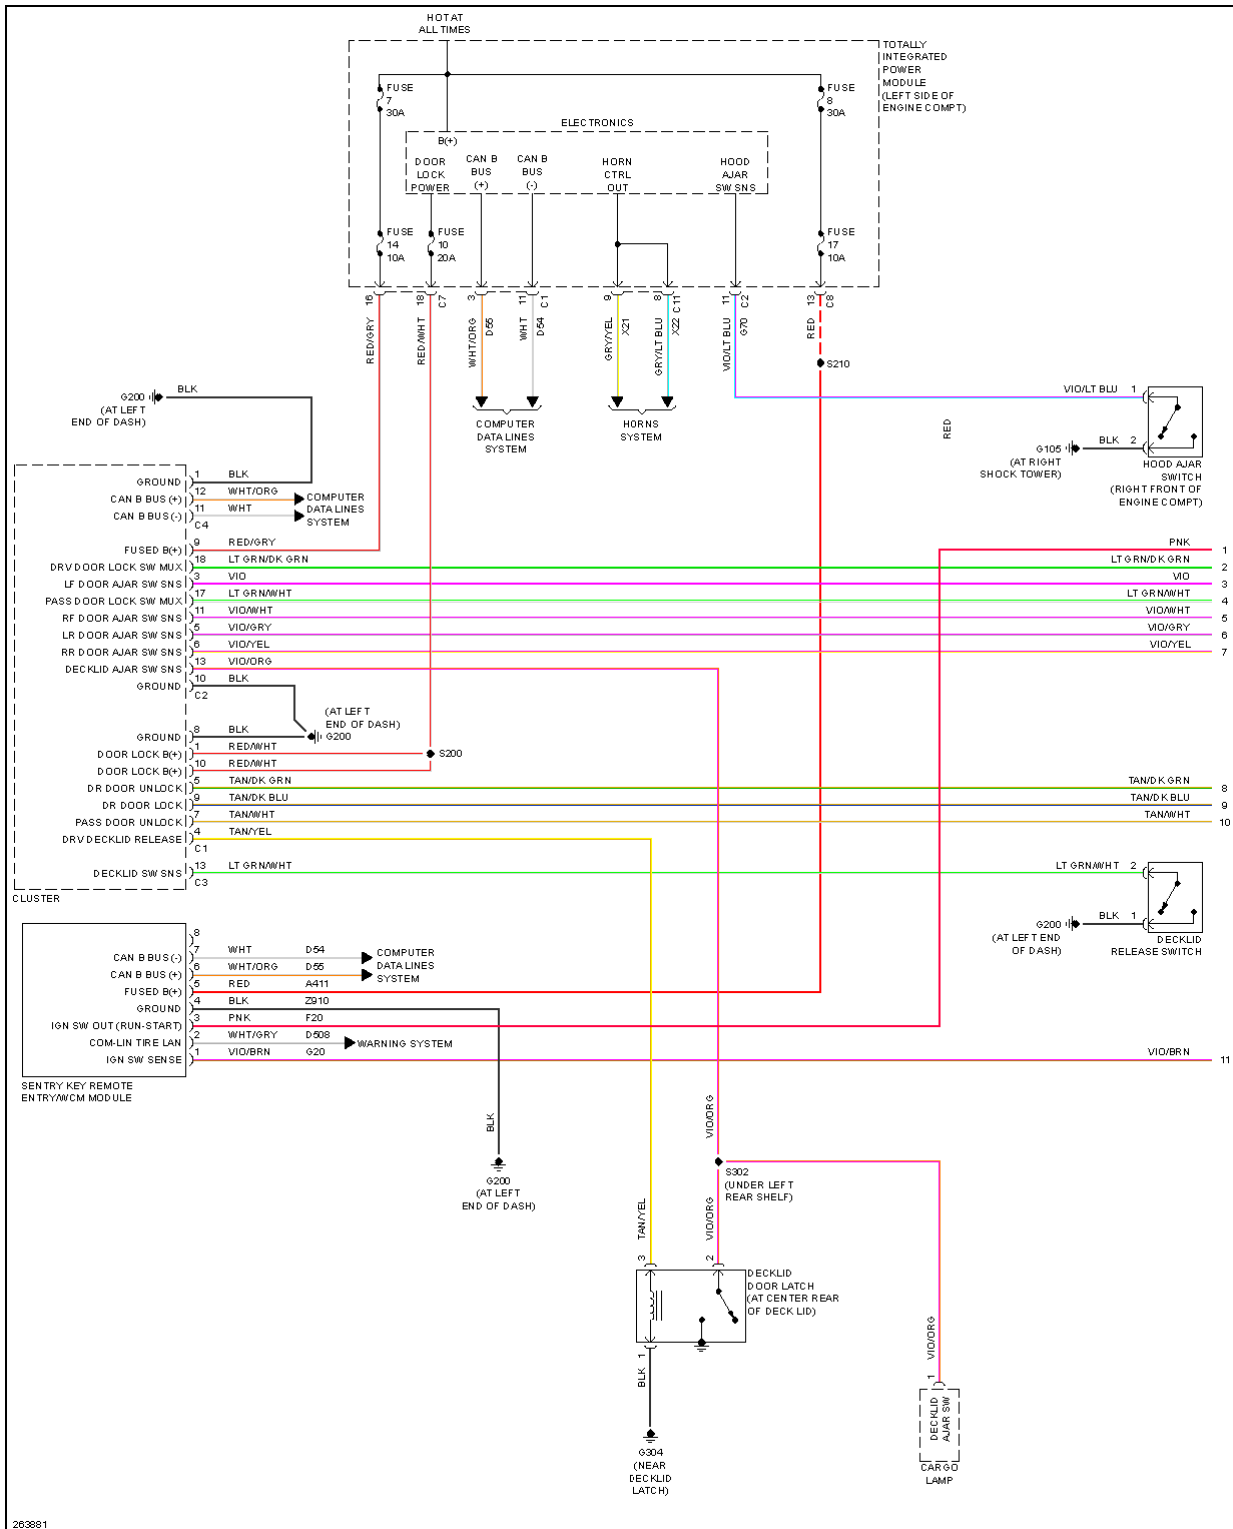 HOT AT
ALL TIMES
TOTALLY
INTEGRATED
POWER
MODULE
(LEFT SIDE OF
ENGINE COMPT)
FUSE
7
30A
FUSE
8
30A
ELECTRONICS
B(+)
DOOR
LOCK
POWER
CAN B
BUS
(+)
CAN B
BUS
(-)
HORN
CTRL
OUT
HOOD
AJAR
SW SNS
FUSE
14
10A
FUSE
10
20A
FUSE
17
10A
16
18
C7
3
11
C1
9
8
C11
11
C2
13
C8
RED/GRY
RED/WHT
WHT/ORG
D55
WHT
D54
GRY/YEL
X21
GRY/LT BLU
X22
VIO/LT BLU
G70
RED
S210
COMPUTER
DATA LINES
SYSTEM
HORNS
SYSTEM
G200
(AT LEFT
END OF DASH)
BLK
RED
VIO/LT BLU 1
BLK 2
G105
(AT RIGHT
SHOCK TOWER)
HOOD AJAR
SWITCH
(RIGHT FRONT OF
ENGINE COMPT)
GROUND 1 BLK
CAN B BUS (+) 12 WHT/ORG
CAN B BUS (-) 11 WHT
C4
COMPUTER
DATA LINES
SYSTEM
FUSED B(+) 9 RED/GRY PNK 1
DRV DOOR LOCK SW MUX 18 LT GRN/DK GRN LT GRN/DK GRN 2
LF DOOR AJAR SW SNS 3 VIO VIO 3
PASS DOOR LOCK SW MUX 17 LT GRN/WHT LT GRN/WHT 4
RF DOOR AJAR SW SNS 11 VIO/WHT VIO/WHT 5
LR DOOR AJAR SW SNS 5 VIO/GRY VIO/GRY 6
RR DOOR AJAR SW SNS 6 VIO/YEL VIO/YEL 7
DECKLID AJAR SW SNS 13 VIO/ORG
GROUND 10 BLK
C2
(AT LEFT
END OF DASH)
G200
GROUND 8 BLK
DOOR LOCK B(+) 1 RED/WHT
S200
DOOR LOCK B(+) 10 RED/WHT
DR DOOR UNLOCK 5 TAN/DK GRN TAN/DK GRN 8
DR DOOR LOCK 9 TAN/DK BLU TAN/DK BLU 9
PASS DOOR UNLOCK 7 TAN/WHT TAN/WHT 10
DRV DECKLID RELEASE 4 TAN/YEL
C1
DECKLID SW SNS 13 LT GRN/WHT LT GRN/WHT 2
C3
CLUSTER
BLK 1
G200
(AT LEFT END
OF DASH)
DECKLID
RELEASE SWITCH
8
CAN B BUS (-) 7 WHT D54
CAN B BUS (+) 6 WHT/ORG D55
COMPUTER
DATA LINES
SYSTEM
FUSED B(+) 5 RED A411
GROUND 4 BLK Z910
IGN SW OUT (RUN-START) 3 PNK F20
COM-LIN TIRE LAN 2 WHT/GRY D508 WARNING SYSTEM
IGN SW SENSE 1 VIO/BRN G20 VIO/BRN 11
SENTRY KEY REMOTE
ENTRY/WCM MODULE
BLK
G200
(AT LEFT
END OF DASH)
VIO/ORG
S302
(UNDER LEFT
REAR SHELF)
TAN/YEL
VIO/ORG
3
2
DECKLID
DOOR LATCH
(AT CENTER REAR
OF DECK LID)
1
BLK
G304
(NEAR
DECKLID
LATCH)
VIO/ORG
1
DECKLID
AJAR SW
CARGO
LAMP
263881